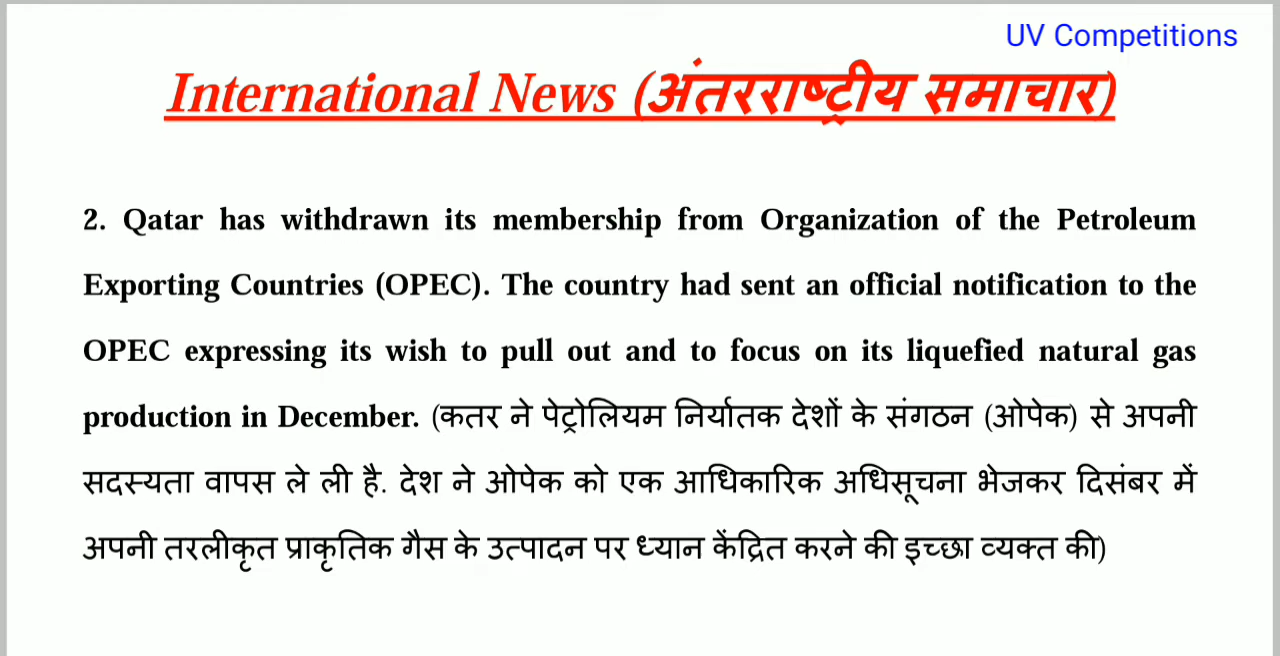 UV Competitions
International News (अंतरराष्ट्रीय समाचार)
2. Qatar has withdrawn its membership from Organization of the Petroleum
Exporting Countries (OPEC). The country had sent an official notification to the
OPEC expressing its wish to pull out and to focus on its liquefied natural gas
production in December. (कतर ने पेट्रोलियम निर्यातक देशों के संगठन (ओपेक) से अपनी
सदस्यता वापस ले ली है. देश ने ओपेक को एक आधिकारिक अधिसूचना भेजकर दिसंबर में
अपनी तरलीकृत प्राकृतिक गैस के उत्पादन पर ध्यान केंद्रित करने की इच्छा व्यक्त की)